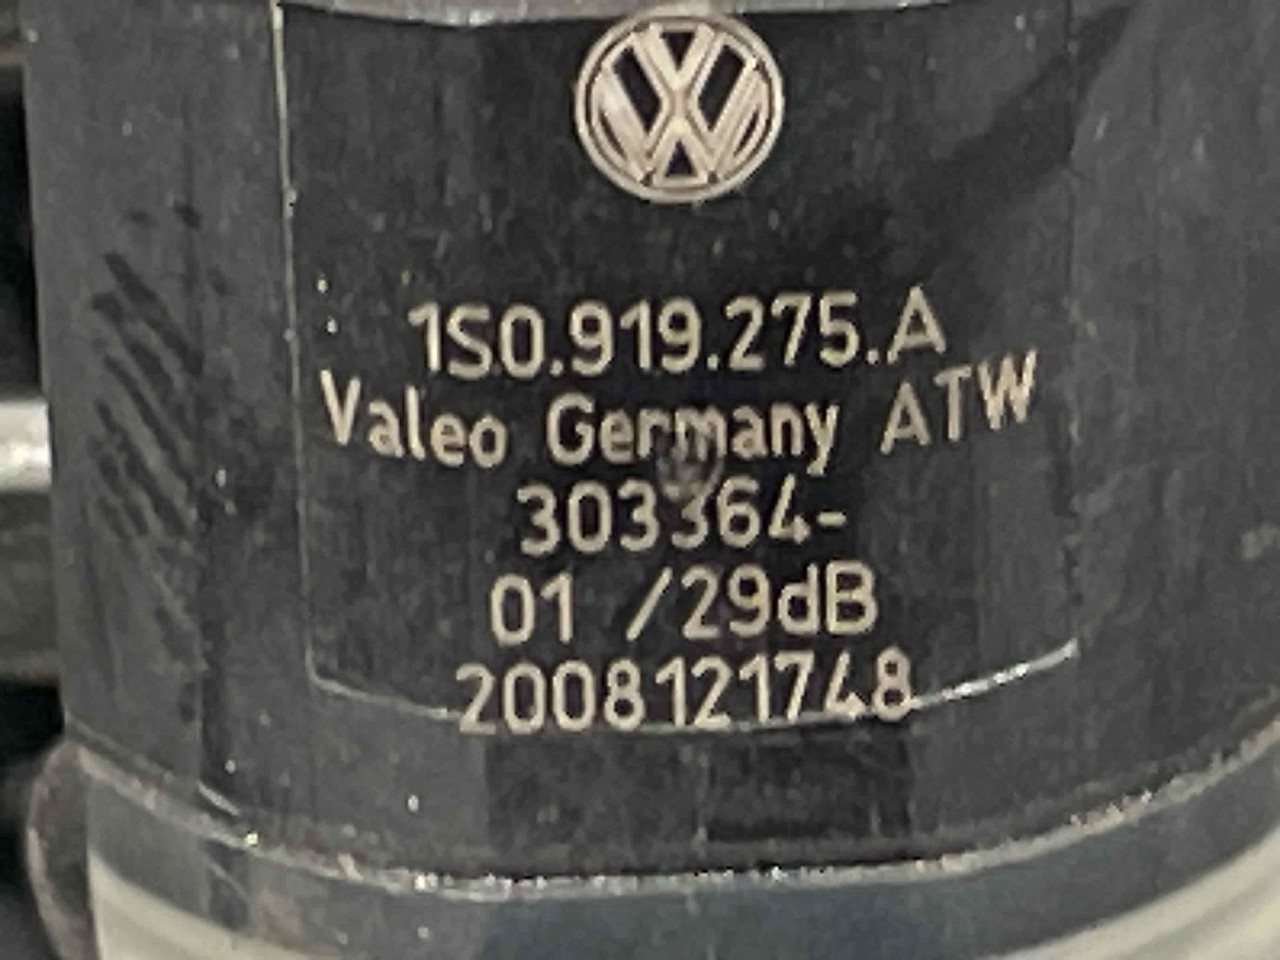 1S0.919.275.A
Valeo Germany ATW
303364-
01 /29dB
2008121748